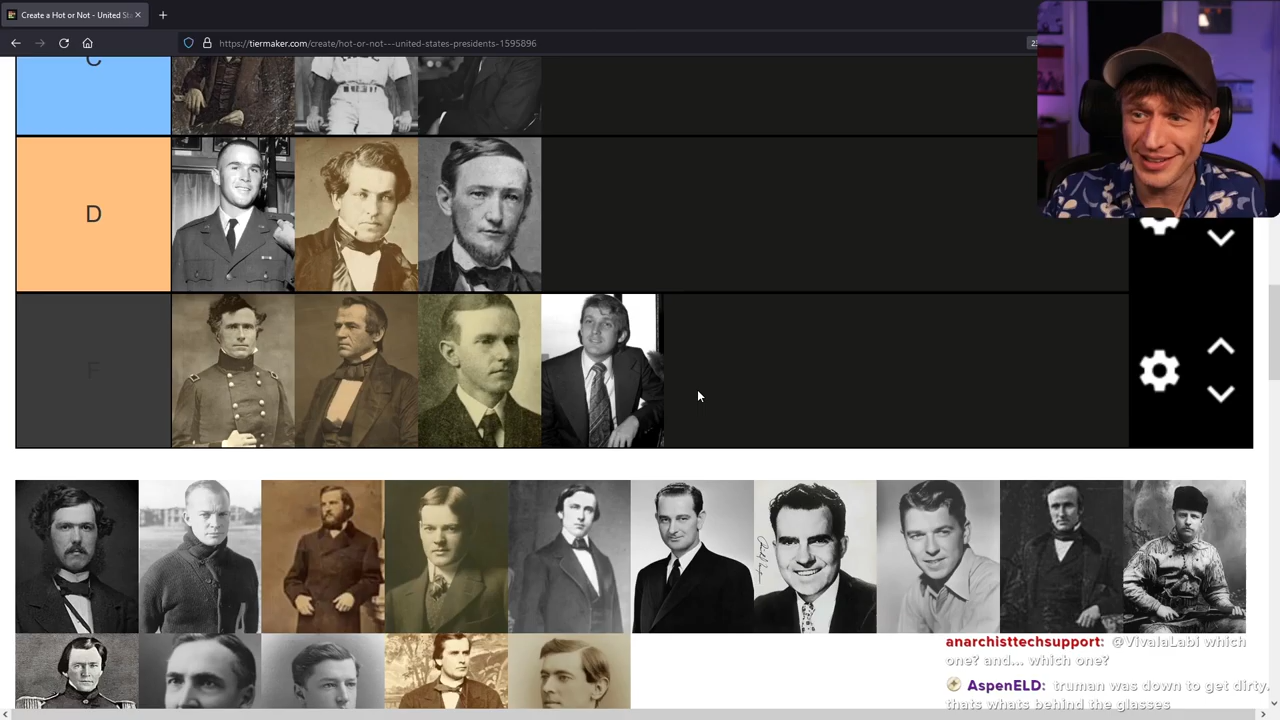 Create a Hot or Not - United St
https://tiermaker.com/create/hot-or-not---united-states-presidents-1595896
C
D
F
anarchisttechsupport: @VivalaLabi which
one? and... which one?
AspenELD: truman was down to get dirty.
thats whats behind the glasses